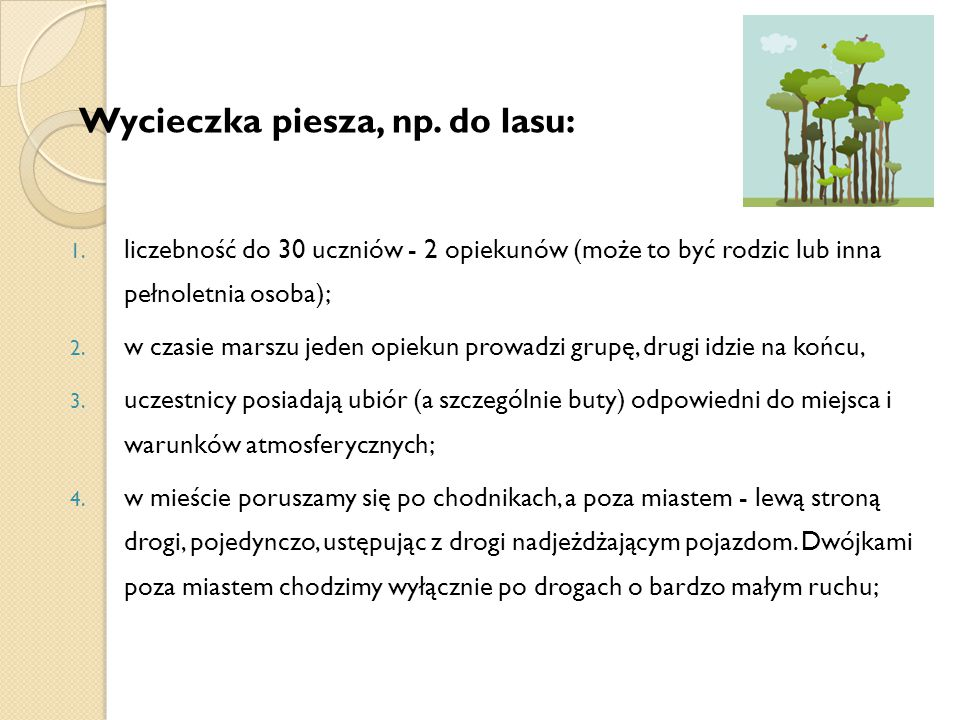 Wycieczka piesza, np. do lasu:
1. liczebność do 30 uczniów - 2 opiekunów (może to być rodzic lub inna
pełnoletnia osoba);
2. w czasie marszu jeden opiekun prowadzi grupę, drugi idzie na końcu,
3. uczestnicy posiadają ubiór (a szczególnie buty) odpowiedni do miejsca i
warunków atmosferycznych;
4. w mieście poruszamy się po chodnikach, a poza miastem - lewą stroną
drogi, pojedynczo, ustępując z drogi nadjeżdżającym pojazdom. Dwójkami
poza miastem chodzimy wyłącznie po drogach o bardzo małym ruchu;